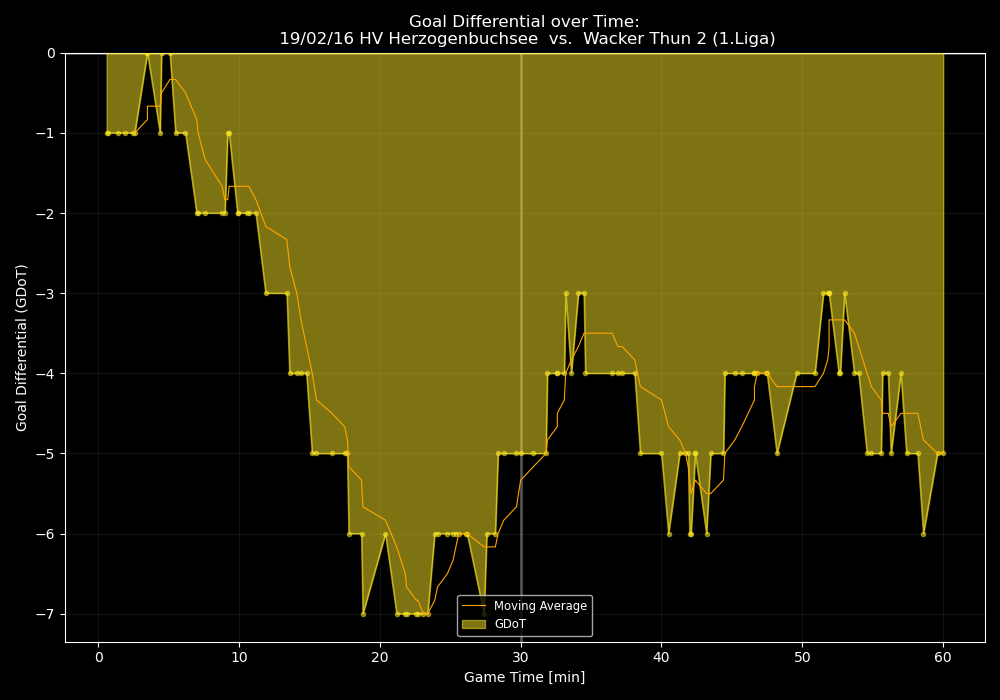 Goal Differential over Time:
19/02/16 HV Herzogenbuchsee  vs.  Wacker Thun 2 (1.Liga)
Goal Differential (GDoT)
0
−1
−2
−3
−4
−5
−6
−7
Moving Average
GDoT
0 10 20 30 40 50 60
Game Time [min]